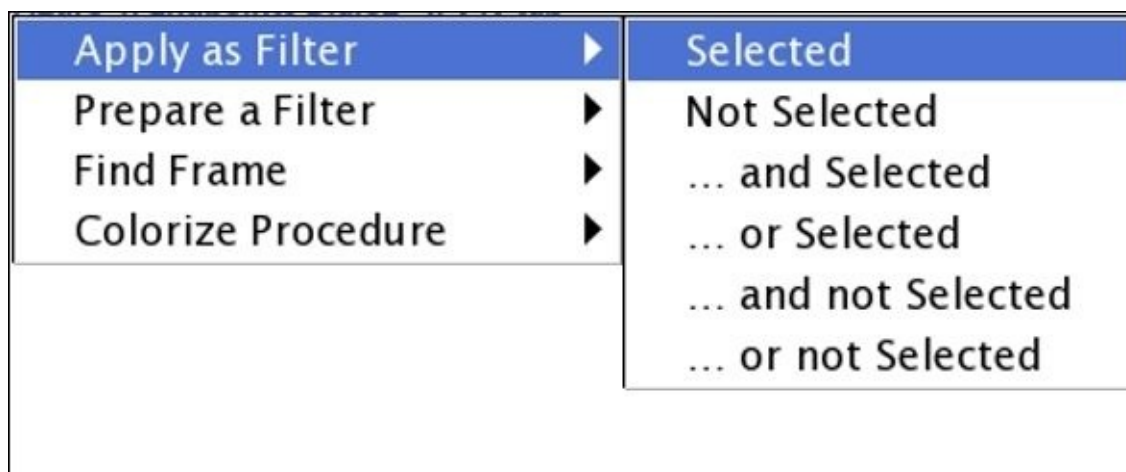 Apply as Filter
Prepare a Filter
Find Frame
Colorize Procedure
Selected
Not Selected
... and Selected
... or Selected
... and not Selected
... or not Selected